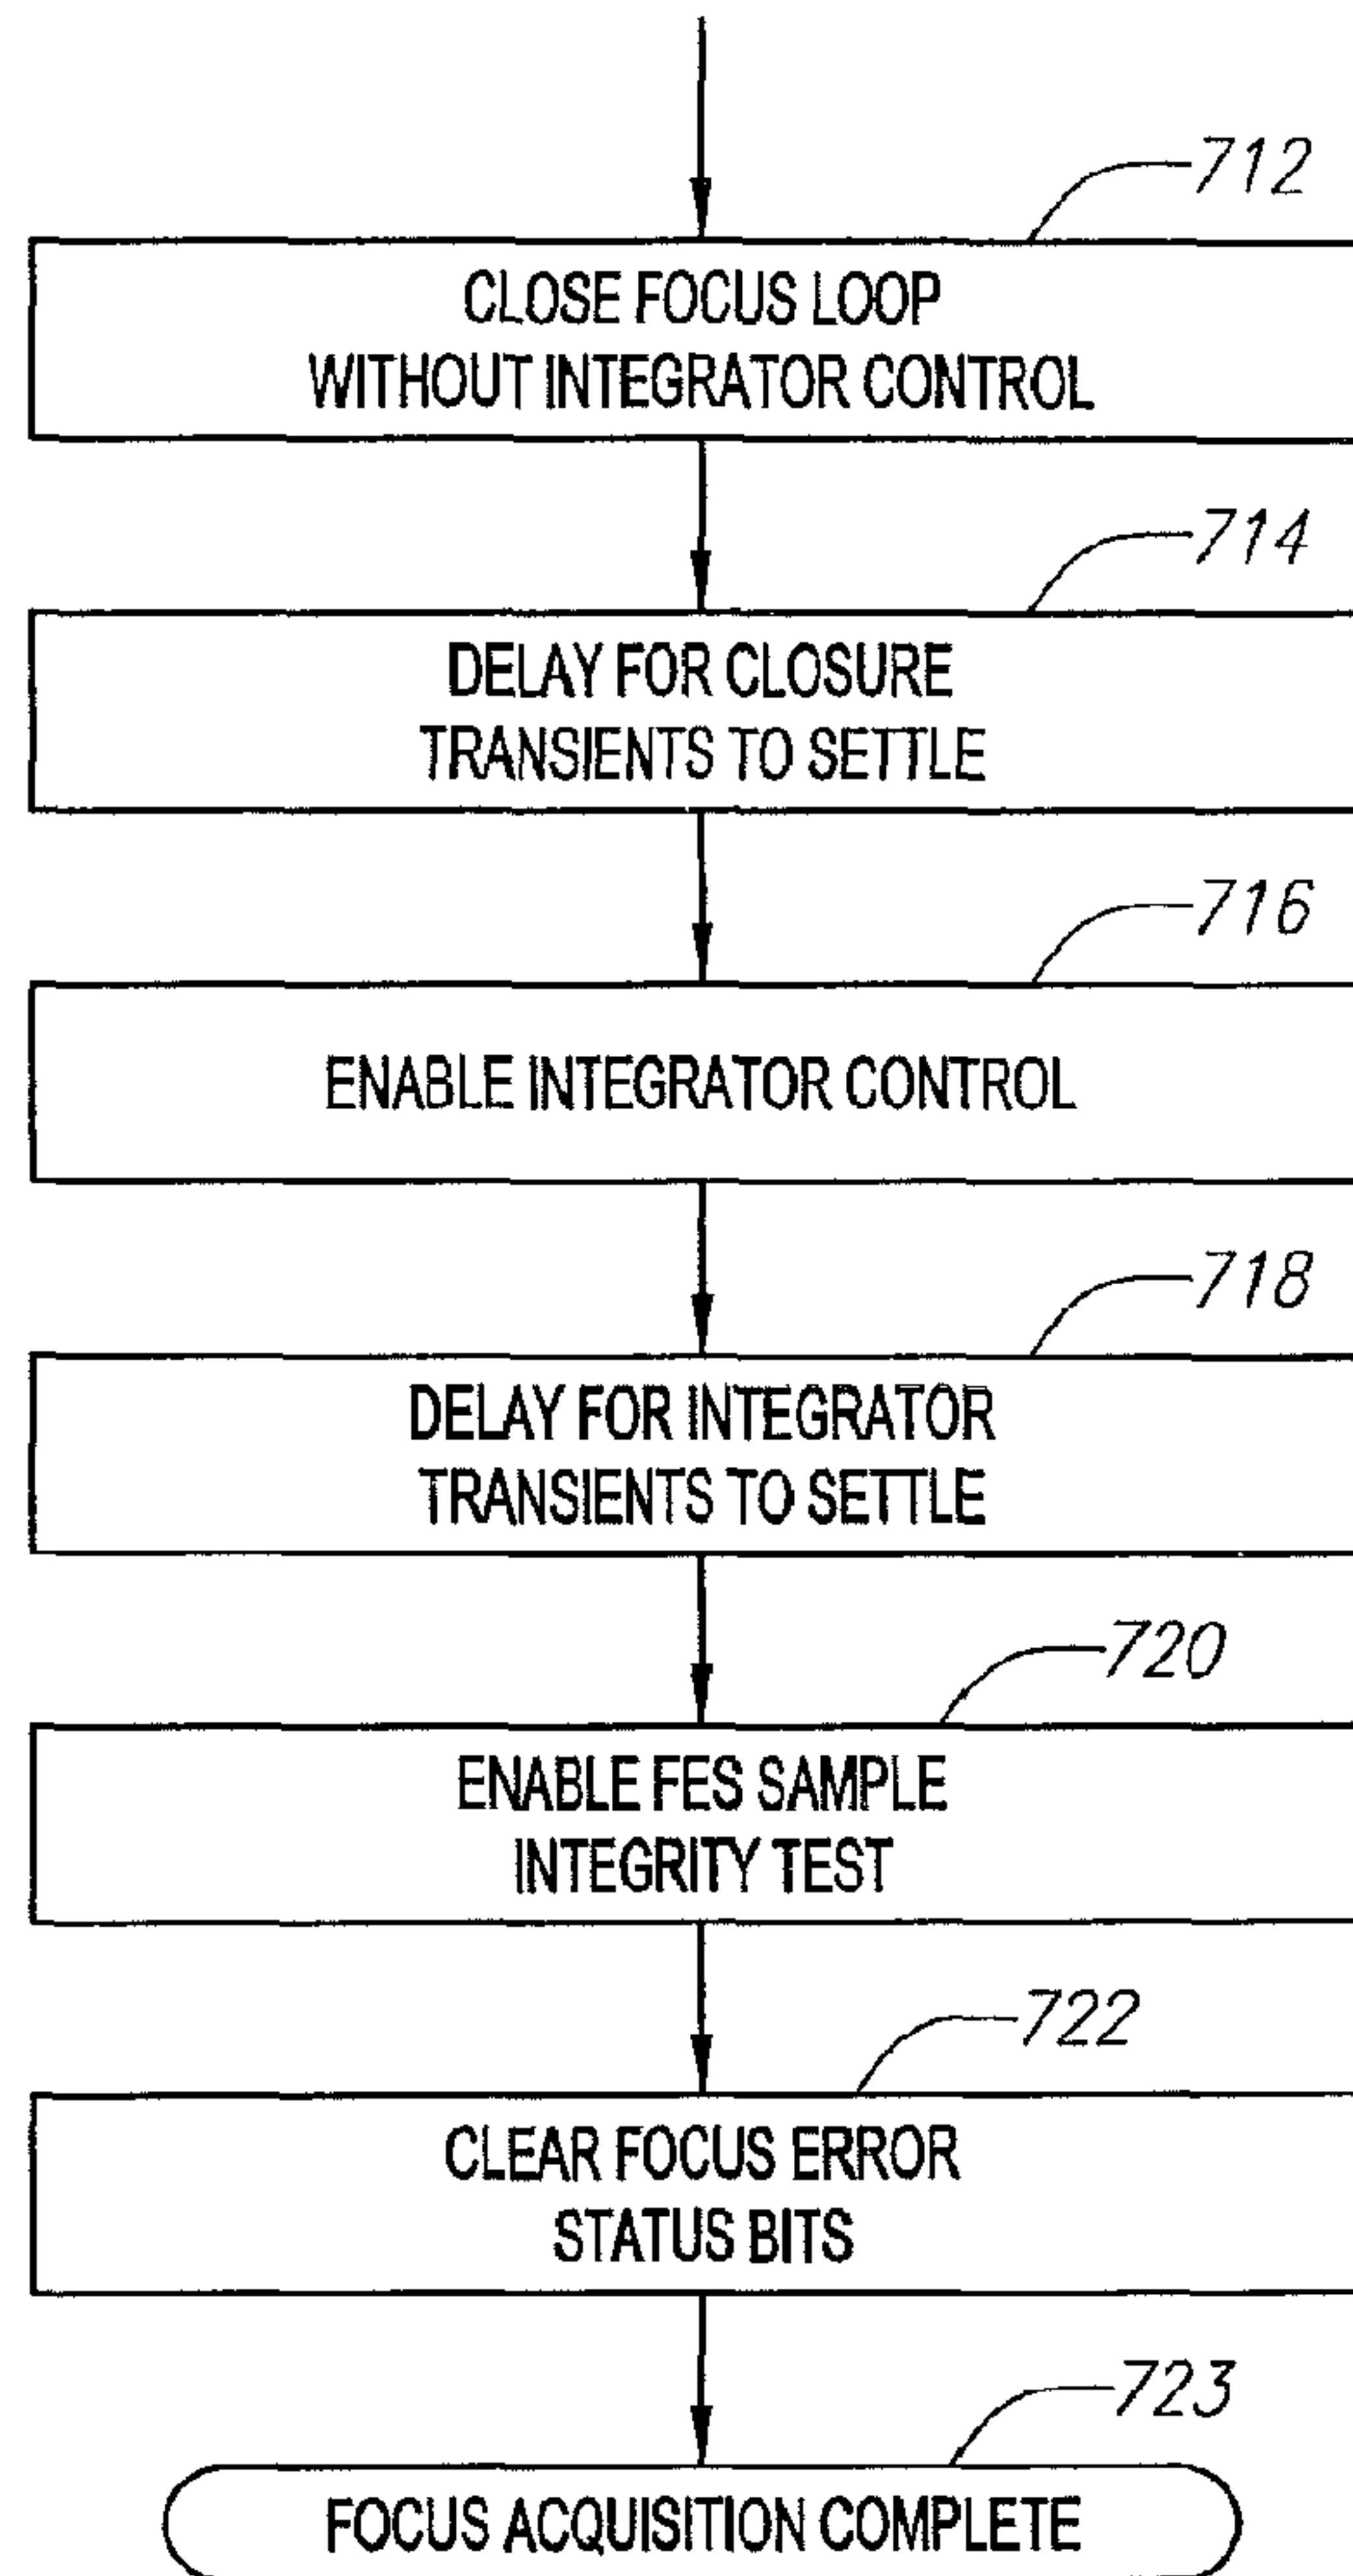 712
CLOSE FOCUS LOOP
WITHOUT INTEGRATOR CONTROL
714
DELAY FOR CLOSURE
TRANSIENTS TO SETTLE
716
ENABLE INTEGRATOR CONTROL
718
DELAY FOR INTEGRATOR
TRANSIENTS TO SETTLE
720
ENABLE FES SAMPLE
INTEGRITY TEST
722
CLEAR FOCUS ERROR
STATUS BITS
723
FOCUS ACQUISITION COMPLETE